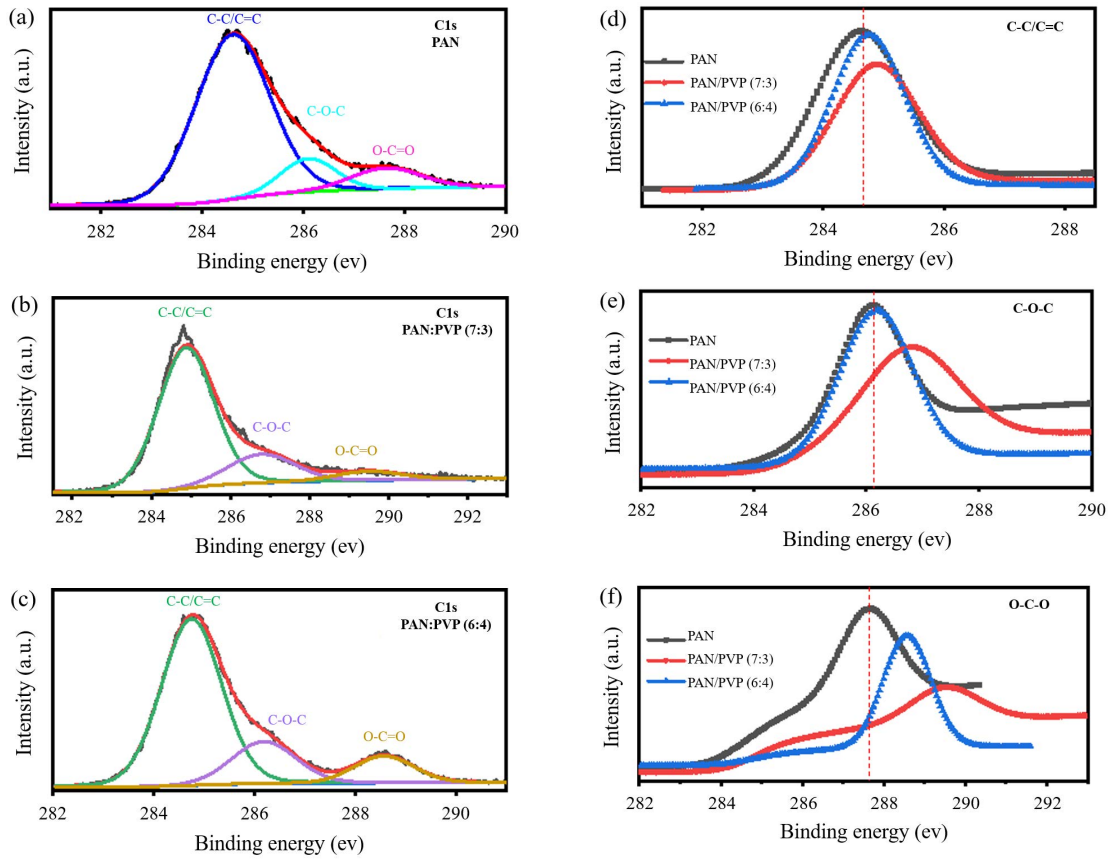 (a)
C-C/C=C
C1s
PAN
C-O-C
O-C=O
Intensity (a.u.)
282 284 286 288 290
Binding energy (ev)
(b)
C-C/C=C
C1s
PAN:PVP (7:3)
C-O-C
O-C=O
Intensity (a.u.)
282 284 286 288 290 292
Binding energy (ev)
(c)
C-C/C=C
C1s
PAN:PVP (6:4)
C-O-C
O-C=O
Intensity (a.u.)
282 284 286 288 290
Binding energy (ev)
(d)
C-C/C=C
PAN
PAN/PVP (7:3)
PAN/PVP (6:4)
Intensity (a.u.)
282 284 286 288
Binding energy (ev)
(e)
C-O-C
PAN
PAN/PVP (7:3)
PAN/PVP (6:4)
Intensity (a.u.)
282 284 286 288 290
Binding energy (ev)
(f)
O-C-O
PAN
PAN/PVP (7:3)
PAN/PVP (6:4)
Intensity (a.u.)
282 284 286 288 290 292
Binding energy (ev)